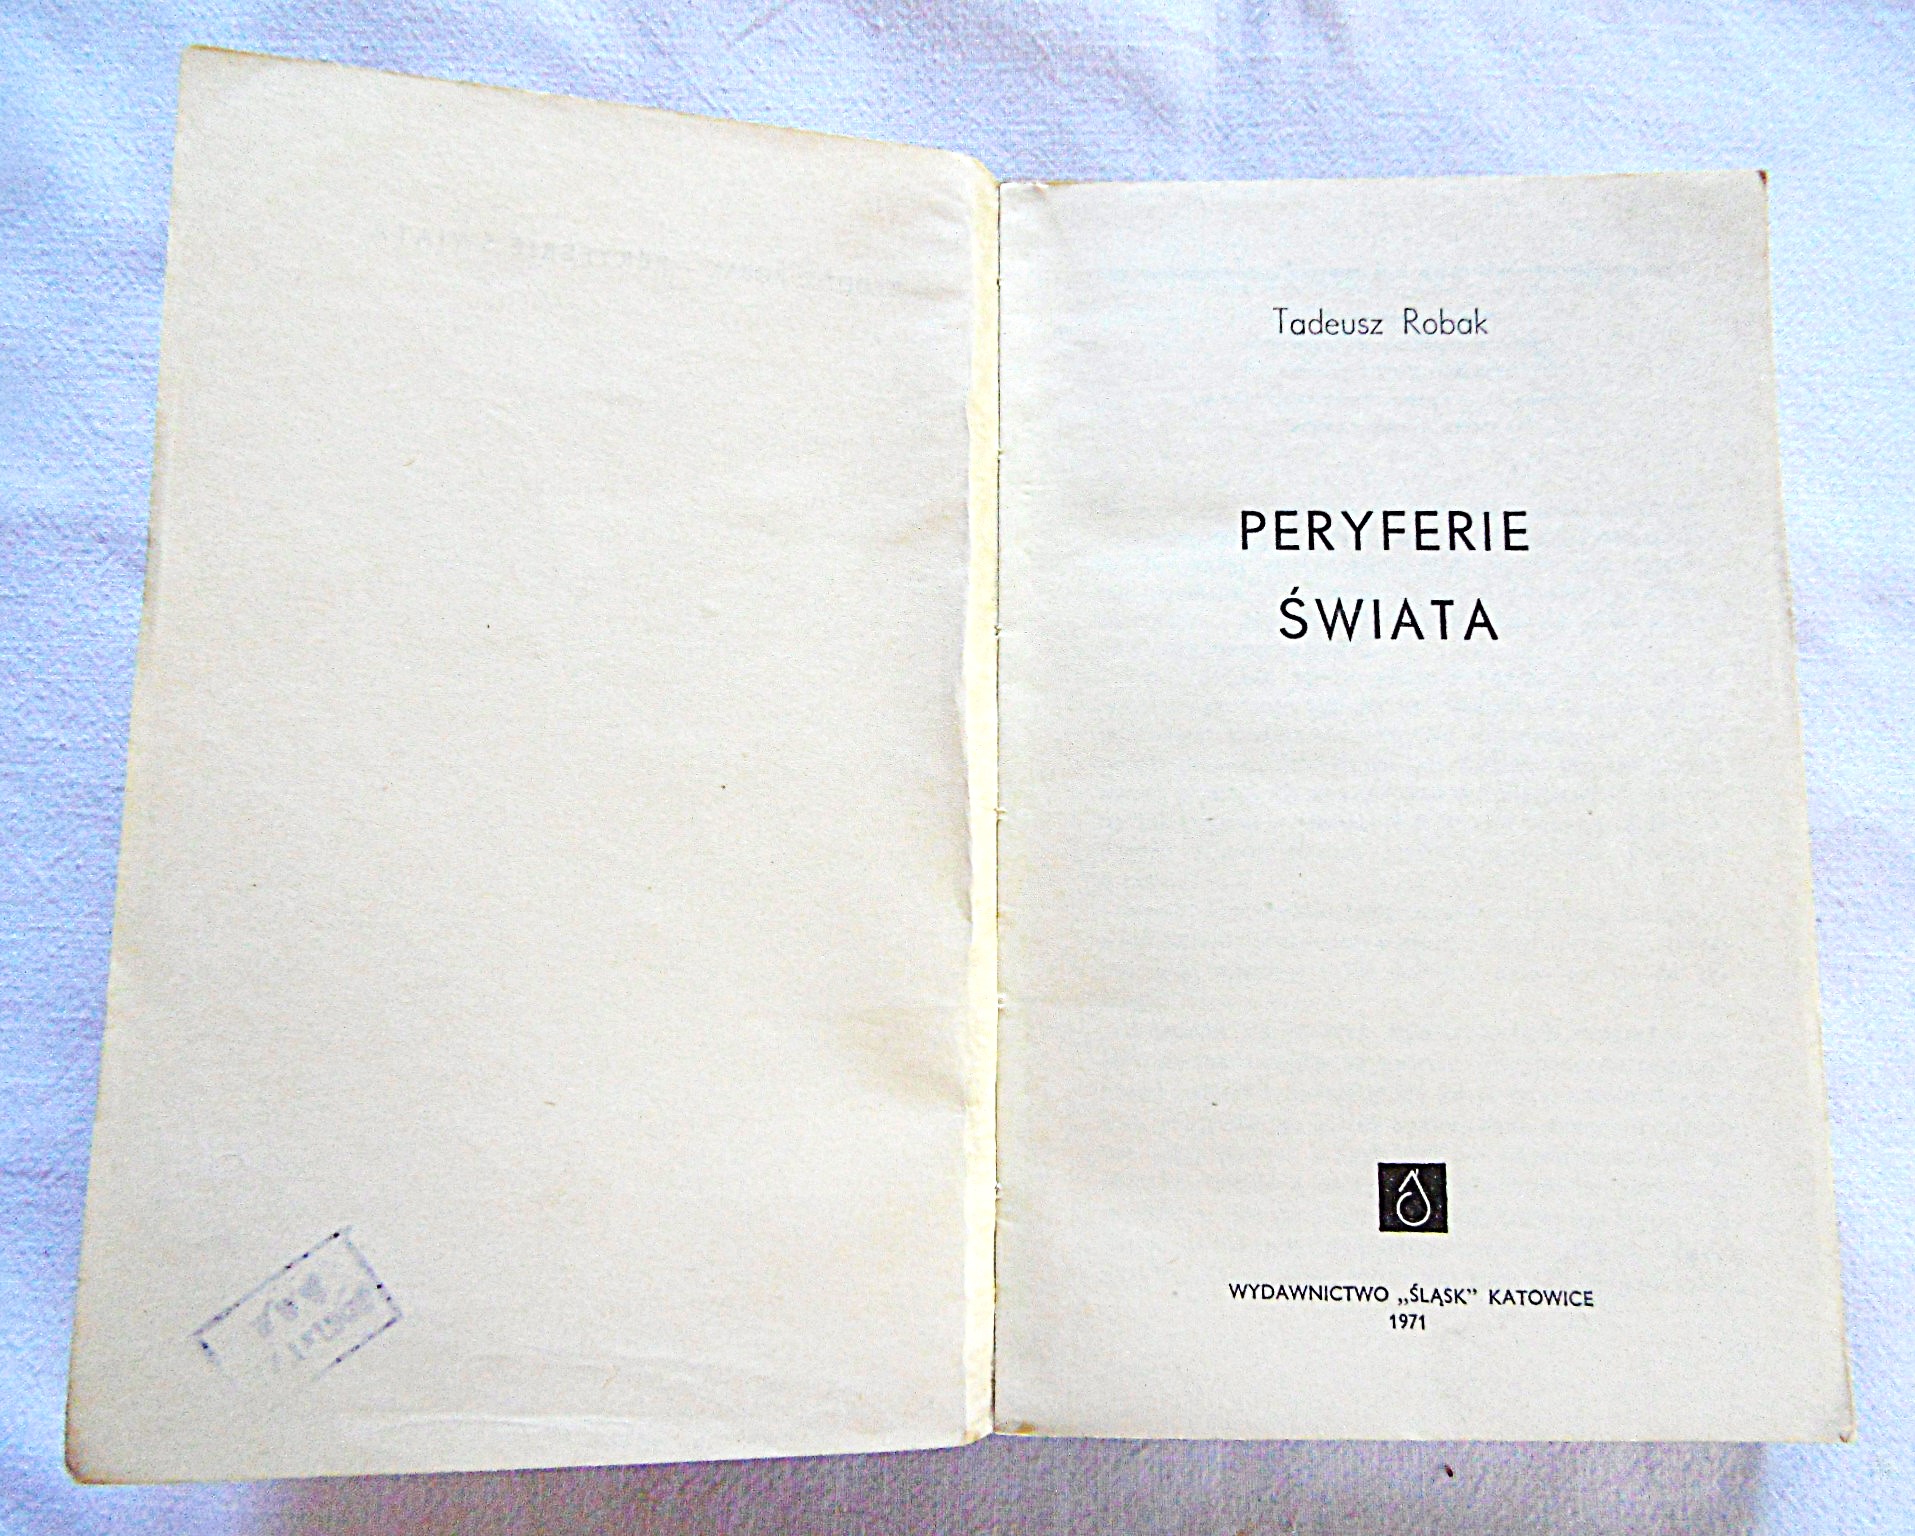 Tadeusz Robak
PERYFERIE
ŚWIATA
WYDAWNICTWO „ŚLĄSK” KATOWICE
1971